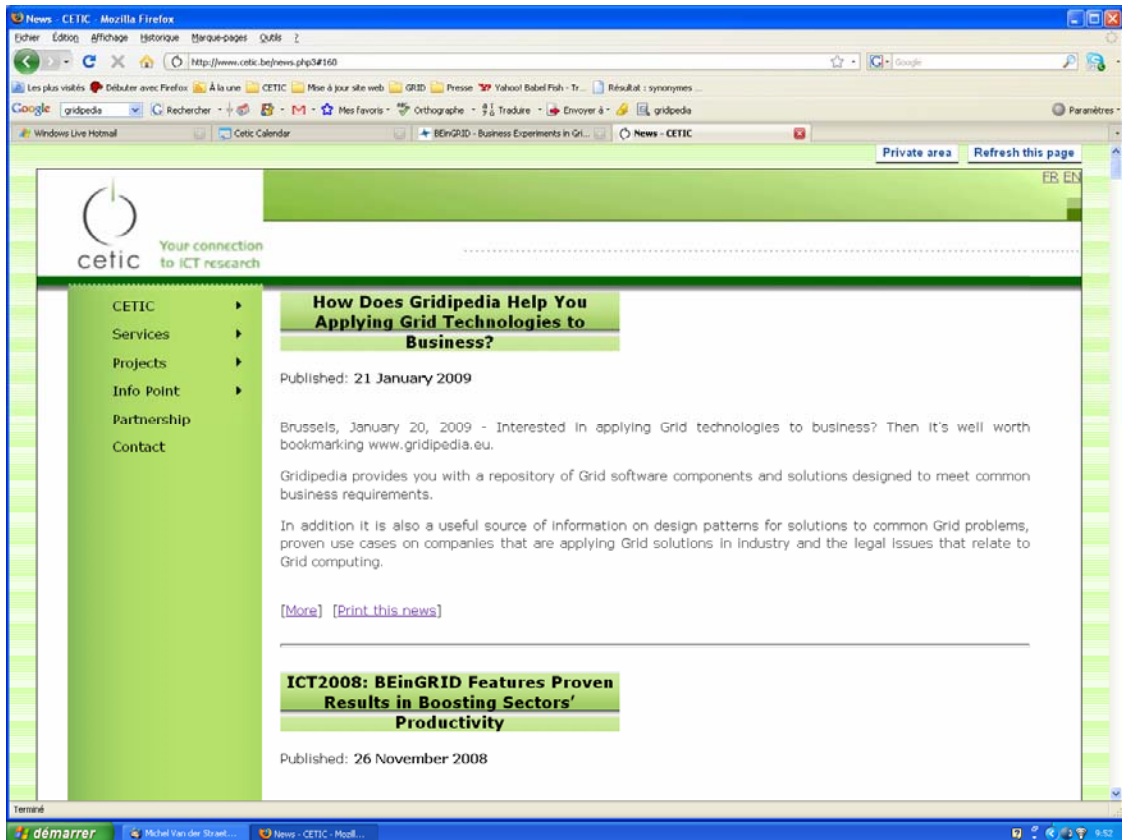 News - CETIC - Mozilla Firefox
Fichier Édition Affichage Historique Marque-pages Outils ?
http://www.cetic.be/news.php3#160
Google
Les plus visités Débuter avec Firefox À la une CETIC Mise à jour site web GRID Presse Yahoo! Babel Fish - Tr... Résultat : synonymes ...
Google gridpedia Rechercher Mes favoris Orthographe Traduire Envoyer à gridpedia Paramètres
Windows Live Hotmail Cetic Calendar BEinGRID - Business Experiments in Gri... News - CETIC
Private area Refresh this page
FR EN
cetic
Your connection
to ICT research
CETIC
Services
Projects
Info Point
Partnership
Contact
How Does Gridipedia Help You
Applying Grid Technologies to
Business?
Published: 21 January 2009
Brussels, January 20, 2009 - Interested in applying Grid technologies to business? Then it's well worth
bookmarking www.gridipedia.eu.
Gridipedia provides you with a repository of Grid software components and solutions designed to meet common
business requirements.
In addition it is also a useful source of information on design patterns for solutions to common Grid problems,
proven use cases on companies that are applying Grid solutions in industry and the legal issues that relate to
Grid computing.
[More] [Print this news]
ICT2008: BEinGRID Features Proven
Results in Boosting Sectors'
Productivity
Published: 26 November 2008
Terminé
démarrer Michel Van der Straet... News - CETIC - Mozill... 9:52